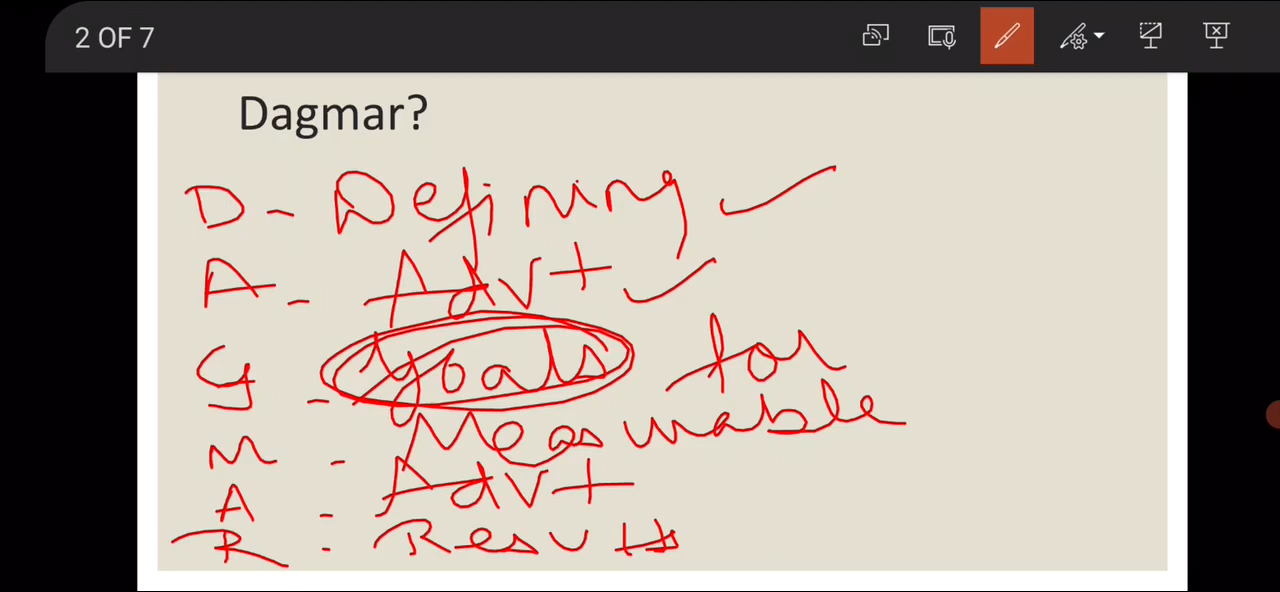 2 OF 7
Dagmar?
D - Defining
A - Advt
G - Goals for
M - Measurable
A - Advt
R - Results